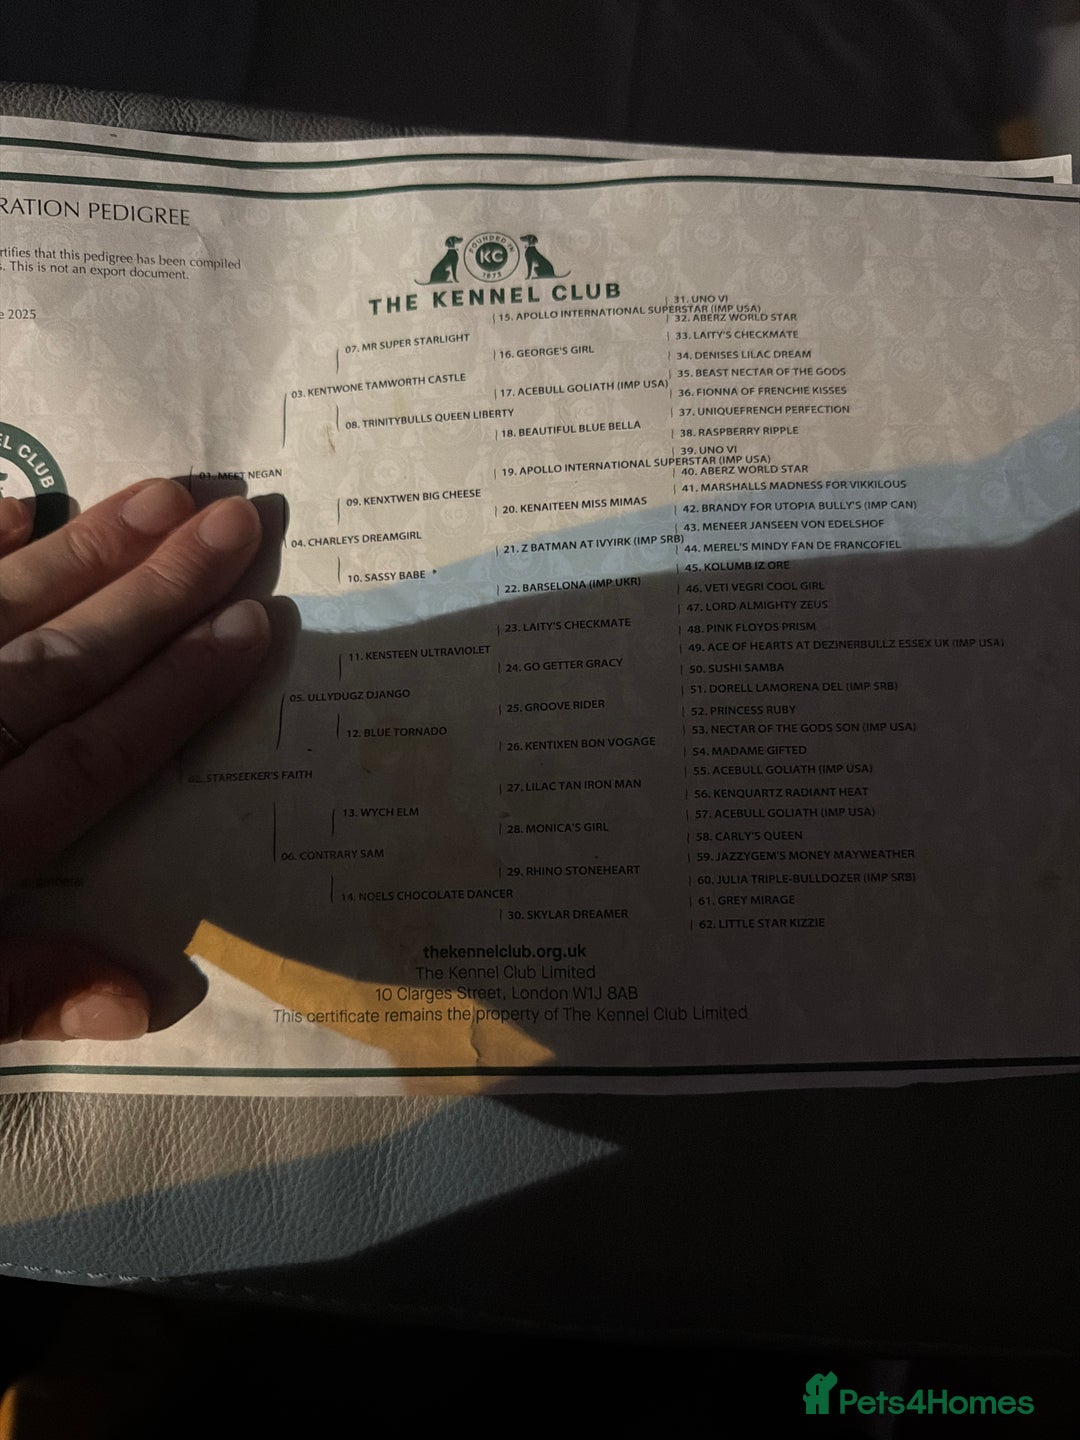 RATION PEDIGREE
rtifies that this pedigree has been compiled
s. This is not an export document.
e 2025
EL CLUB
FOUNDED IN
KC
1873
THE KENNEL CLUB
01. MEET NEGAN
02. STARSEEKER'S FAITH
03. KENTWONE TAMWORTH CASTLE
04. CHARLEYS DREAMGIRL
05. ULLYDUGZ DJANGO
06. CONTRARY SAM
07. MR SUPER STARLIGHT
08. TRINITYBULLS QUEEN LIBERTY
09. KENXTWEN BIG CHEESE
10. SASSY BABE *
11. KENSTEEN ULTRAVIOLET
12. BLUE TORNADO
13. WYCH ELM
14. NOELS CHOCOLATE DANCER
15. APOLLO INTERNATIONAL SUPERSTAR (IMP USA)
16. GEORGE'S GIRL
17. ACEBULL GOLIATH (IMP USA)
18. BEAUTIFUL BLUE BELLA
19. APOLLO INTERNATIONAL SUPERSTAR (IMP USA)
20. KENAITEEN MISS MIMAS
21. Z BATMAN AT IVYIRK (IMP SRB)
22. BARSELONA (IMP UKR)
23. LAITY'S CHECKMATE
24. GO GETTER GRACY
25. GROOVE RIDER
26. KENTIXEN BON VOGAGE
27. LILAC TAN IRON MAN
28. MONICA'S GIRL
29. RHINO STONEHEART
30. SKYLAR DREAMER
31. UNO VI
32. ABERZ WORLD STAR
33. LAITY'S CHECKMATE
34. DENISES LILAC DREAM
35. BEAST NECTAR OF THE GODS
36. FIONNA OF FRENCHIE KISSES
37. UNIQUEFRENCH PERFECTION
38. RASPBERRY RIPPLE
39. UNO VI
40. ABERZ WORLD STAR
41. MARSHALLS MADNESS FOR VIKKILOUS
42. BRANDY FOR UTOPIA BULLY'S (IMP CAN)
43. MENEER JANSEEN VON EDELSHOF
44. MEREL'S MINDY FAN DE FRANCOFIEL
45. KOLUMB IZ ORE
46. VETI VEGRI COOL GIRL
47. LORD ALMIGHTY ZEUS
48. PINK FLOYDS PRISM
49. ACE OF HEARTS AT DEZINERBULLZ ESSEX UK (IMP USA)
50. SUSHI SAMBA
51. DORELL LAMORENA DEL (IMP SRB)
52. PRINCESS RUBY
53. NECTAR OF THE GODS SON (IMP USA)
54. MADAME GIFTED
55. ACEBULL GOLIATH (IMP USA)
56. KENQUARTZ RADIANT HEAT
57. ACEBULL GOLIATH (IMP USA)
58. CARLY'S QUEEN
59. JAZZYGEM'S MONEY MAYWEATHER
60. JULIA TRIPLE-BULLDOZER (IMP SRB)
61. GREY MIRAGE
62. LITTLE STAR KIZZIE
thekennelclub.org.uk
The Kennel Club Limited
10 Clarges Street, London W1J 8AB
This certificate remains the property of The Kennel Club Limited
Pets4Homes